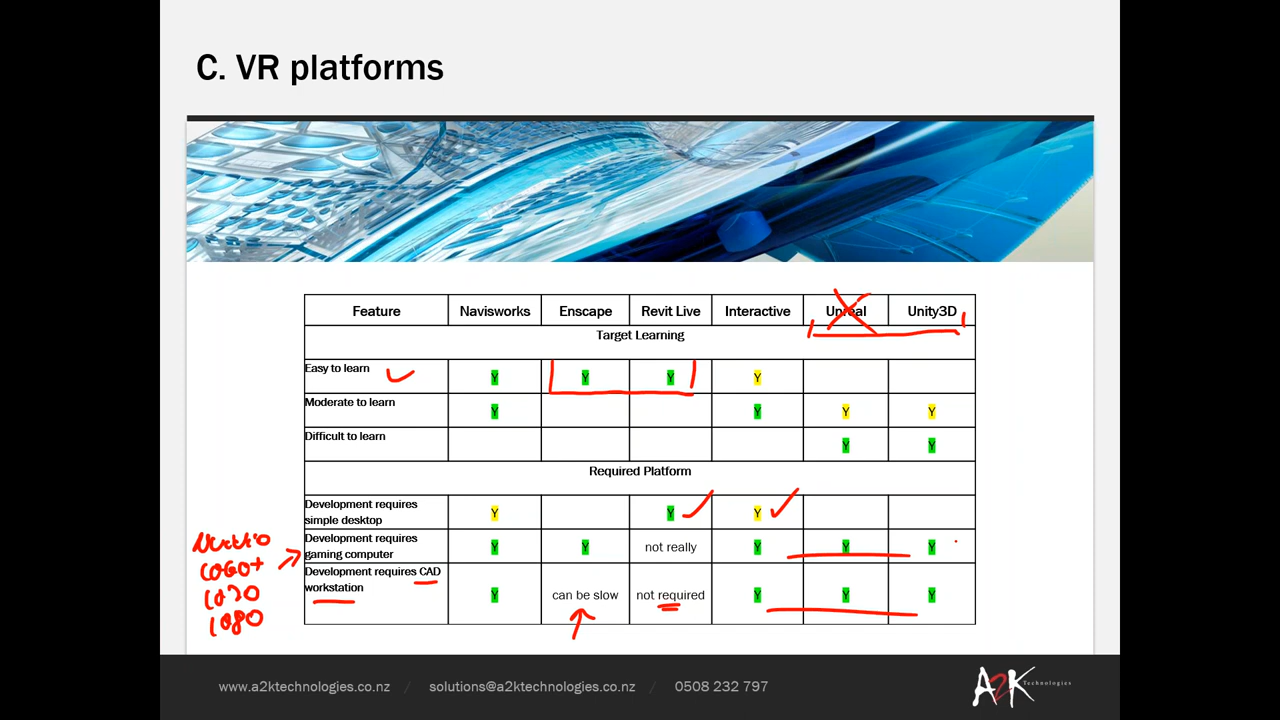 C. VR platforms
Feature Navisworks Enscape Revit Live Interactive Unreal Unity3D
Target Learning
Easy to learn Y Y Y Y
Moderate to learn Y Y Y Y
Difficult to learn Y Y
Required Platform
Development requires
simple desktop Y Y Y
Development requires
gaming computer Y Y not really Y Y Y
Development requires CAD
workstation Y can be slow not required Y Y Y
1070
1080
www.a2ktechnologies.co.nz / solutions@a2ktechnologies.co.nz / 0508 232 797
A2K Technologies